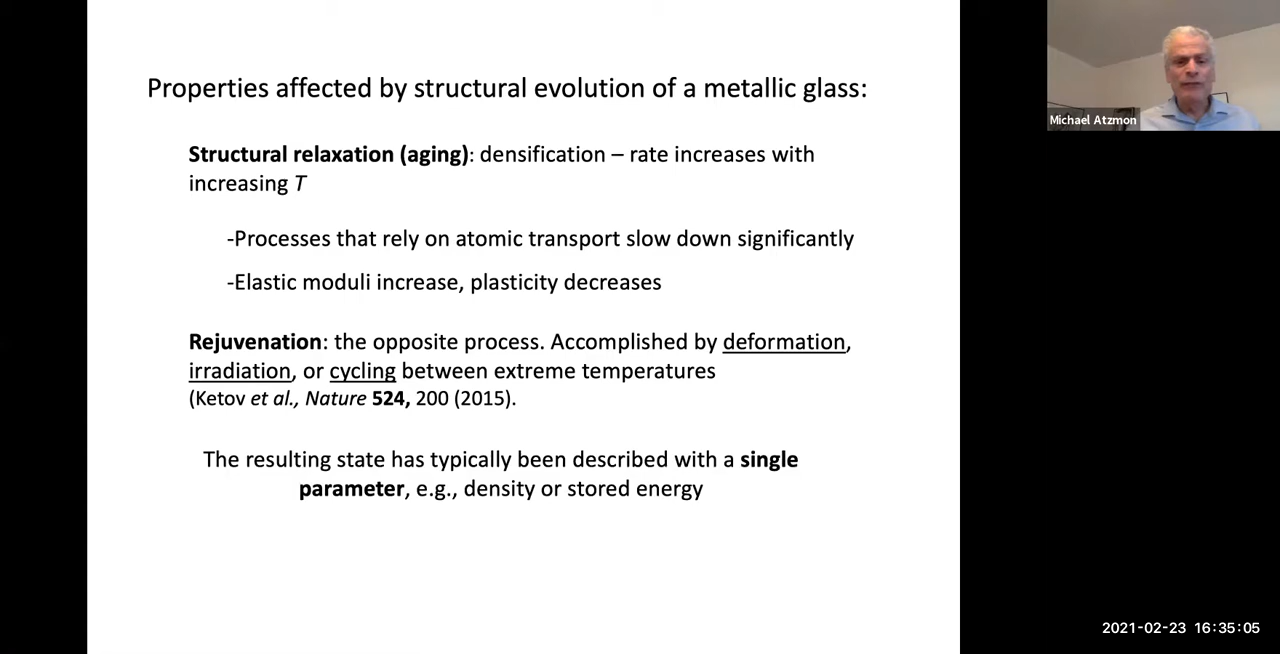 Properties affected by structural evolution of a metallic glass:
Structural relaxation (aging): densification – rate increases with
increasing T
-Processes that rely on atomic transport slow down significantly
-Elastic moduli increase, plasticity decreases
Rejuvenation: the opposite process. Accomplished by deformation,
irradiation, or cycling between extreme temperatures
(Ketov et al., Nature 524, 200 (2015).
The resulting state has typically been described with a single
parameter, e.g., density or stored energy
Michael Atzmon
2021-02-23 16:35:05